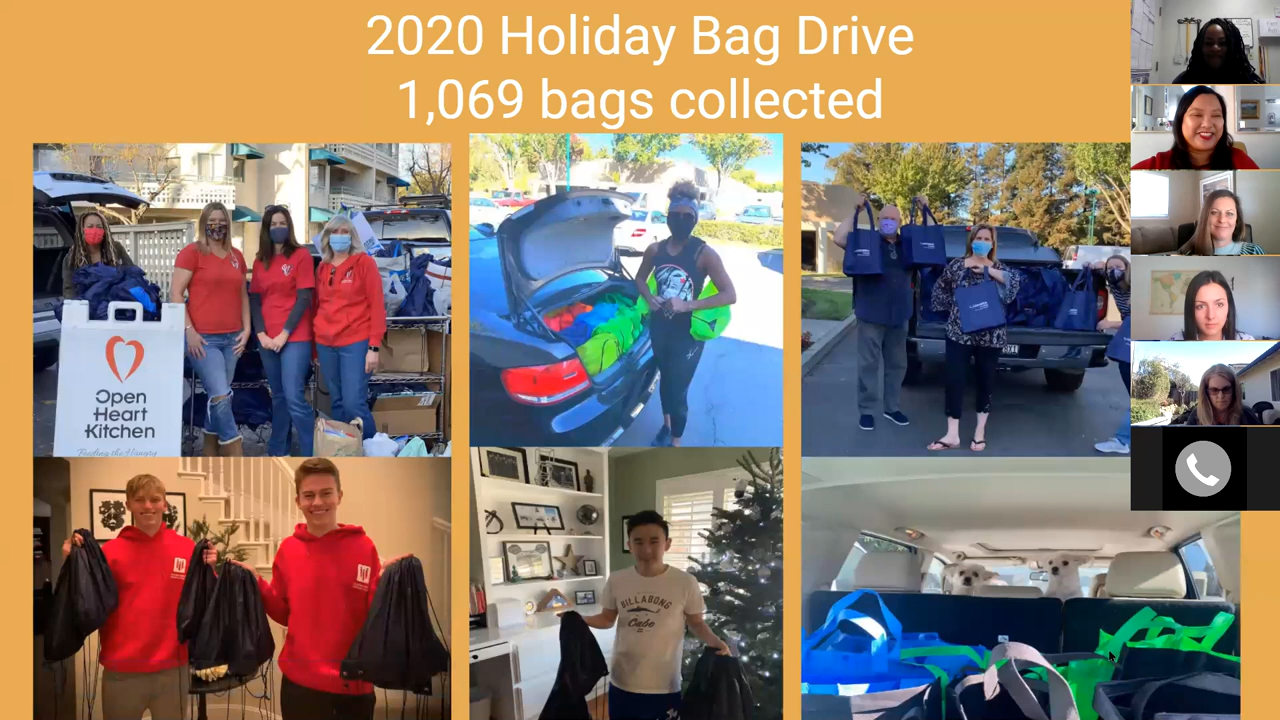 2020 Holiday Bag Drive
1,069 bags collected
Open
Heart
Kitchen
Feeding the Hungry
BILLABONG
Cabo